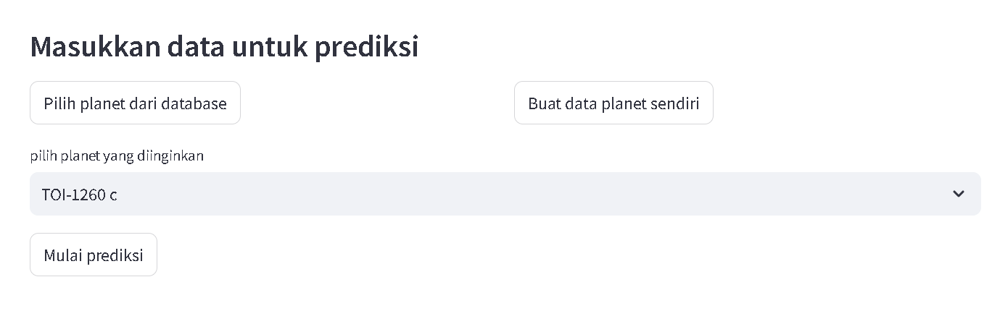 Masukkan data untuk prediksi
Pilih planet dari database
Buat data planet sendiri
pilih planet yang diinginkan
TOI-1260 c
Mulai prediksi